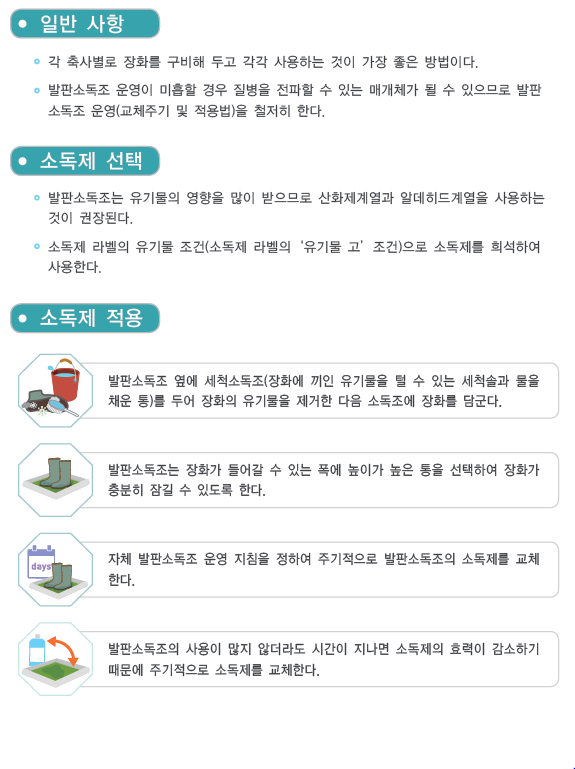 일반 사항
각 축사별로 장화를 구비해 두고 각각 사용하는 것이 가장 좋은 방법이다.
발판소독조 운영이 미흡할 경우 질병을 전파할 수 있는 매개체가 될 수 있으므로 발판
소독조 운영(교체주기 및 적용법)을 철저히 한다.
소독제 선택
발판소독조는 유기물의 영향을 많이 받으므로 산화제계열과 알데히드계열을 사용하는
것이 권장된다.
소독제 라벨의 유기물 조건(소독제 라벨의 ‘유기물 고’ 조건)으로 소독제를 희석하여
사용한다.
소독제 적용
발판소독조 옆에 세척소독조(장화에 끼인 유기물을 털 수 있는 세척솔과 물을
채운 통)를 두어 장화의 유기물을 제거한 다음 소독조에 장화를 담군다.
발판소독조는 장화가 들어갈 수 있는 폭에 높이가 높은 통을 선택하여 장화가
충분히 잠길 수 있도록 한다.
days
자체 발판소독조 운영 지침을 정하여 주기적으로 발판소독조의 소독제를 교체
한다.
발판소독조의 사용이 많지 않더라도 시간이 지나면 소독제의 효력이 감소하기
때문에 주기적으로 소독제를 교체한다.